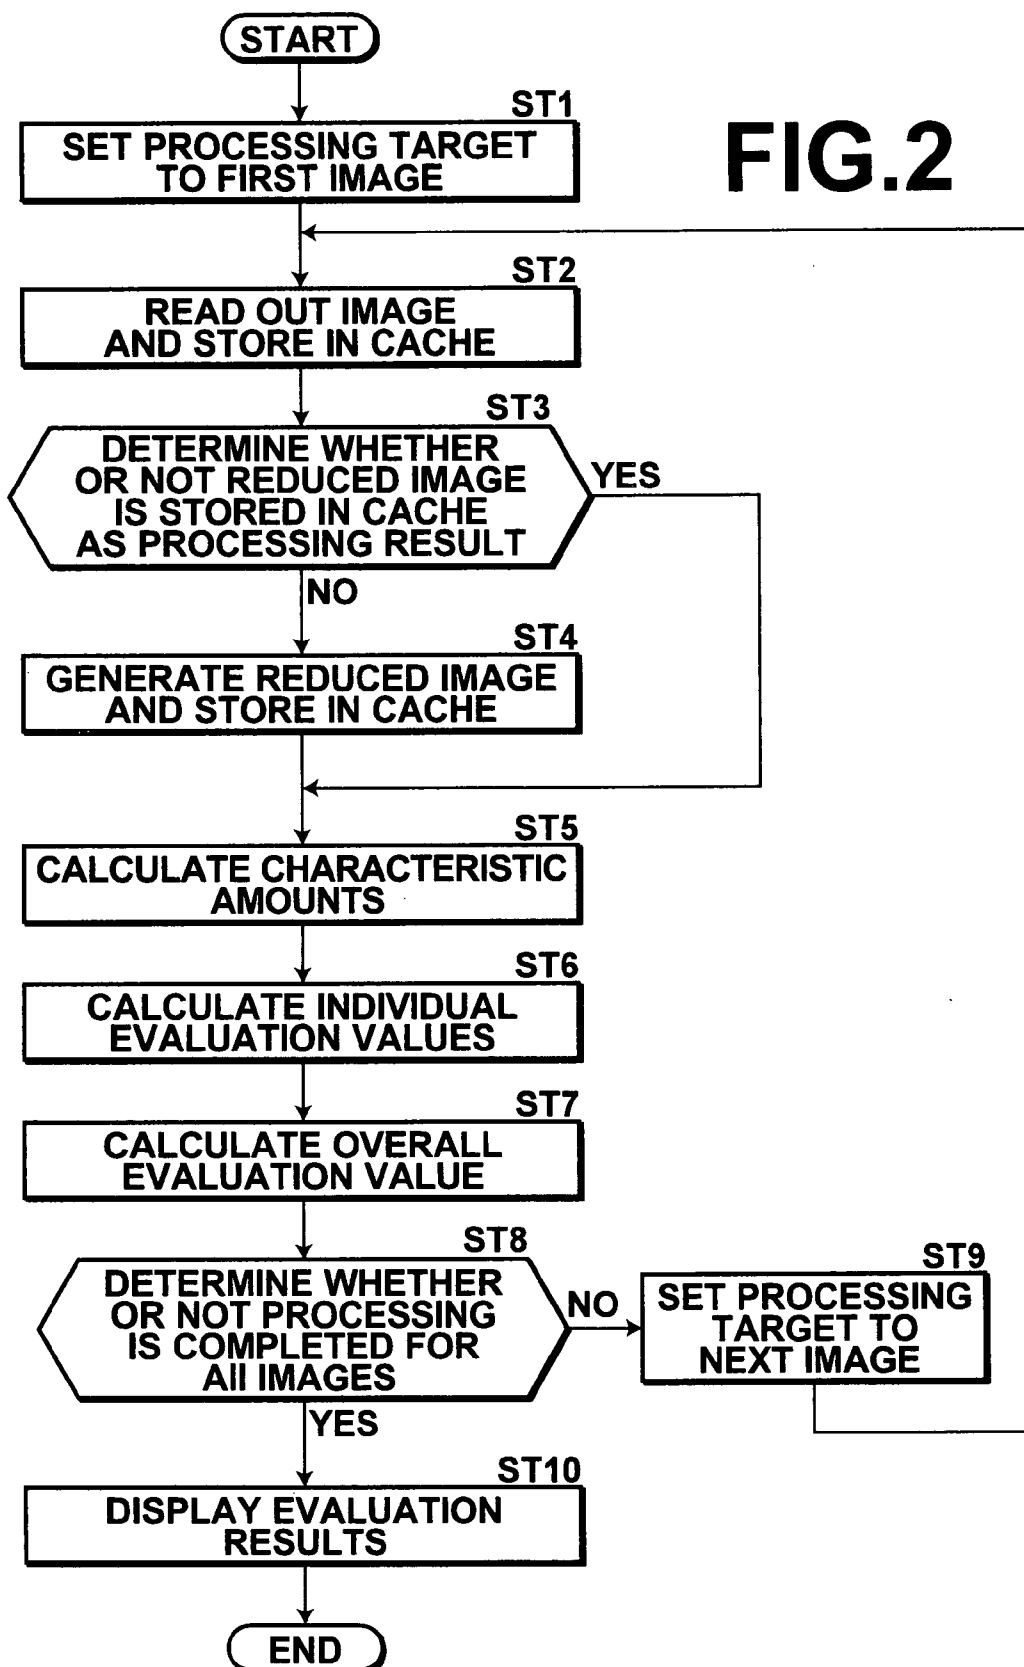 START
ST1
SET PROCESSING TARGET
TO FIRST IMAGE
FIG.2
ST2
READ OUT IMAGE
AND STORE IN CACHE
ST3
DETERMINE WHETHER
OR NOT REDUCED IMAGE
IS STORED IN CACHE
AS PROCESSING RESULT
YES
NO
ST4
GENERATE REDUCED IMAGE
AND STORE IN CACHE
ST5
CALCULATE CHARACTERISTIC
AMOUNTS
ST6
CALCULATE INDIVIDUAL
EVALUATION VALUES
ST7
CALCULATE OVERALL
EVALUATION VALUE
ST8
DETERMINE WHETHER
OR NOT PROCESSING
IS COMPLETED FOR
All IMAGES
NO
ST9
SET PROCESSING
TARGET TO
NEXT IMAGE
YES
ST10
DISPLAY EVALUATION
RESULTS
END